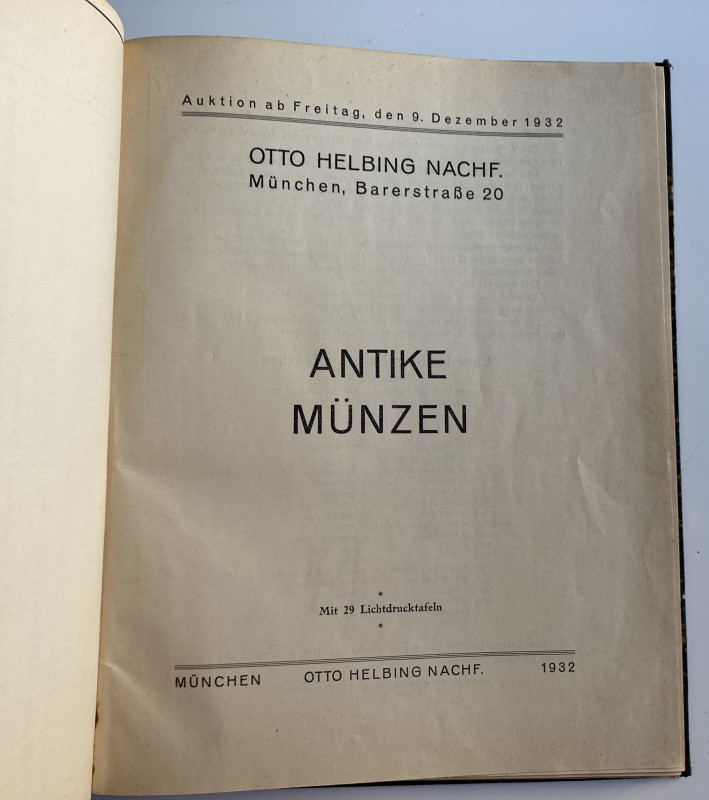 Auktion ab Freitag, den 9. Dezember 1932
OTTO HELBING NACHF.
München, Barerstraße 20
ANTIKE
MÜNZEN
*
Mit 29 Lichtdrucktafeln
*
MÜNCHEN OTTO HELBING NACHF. 1932